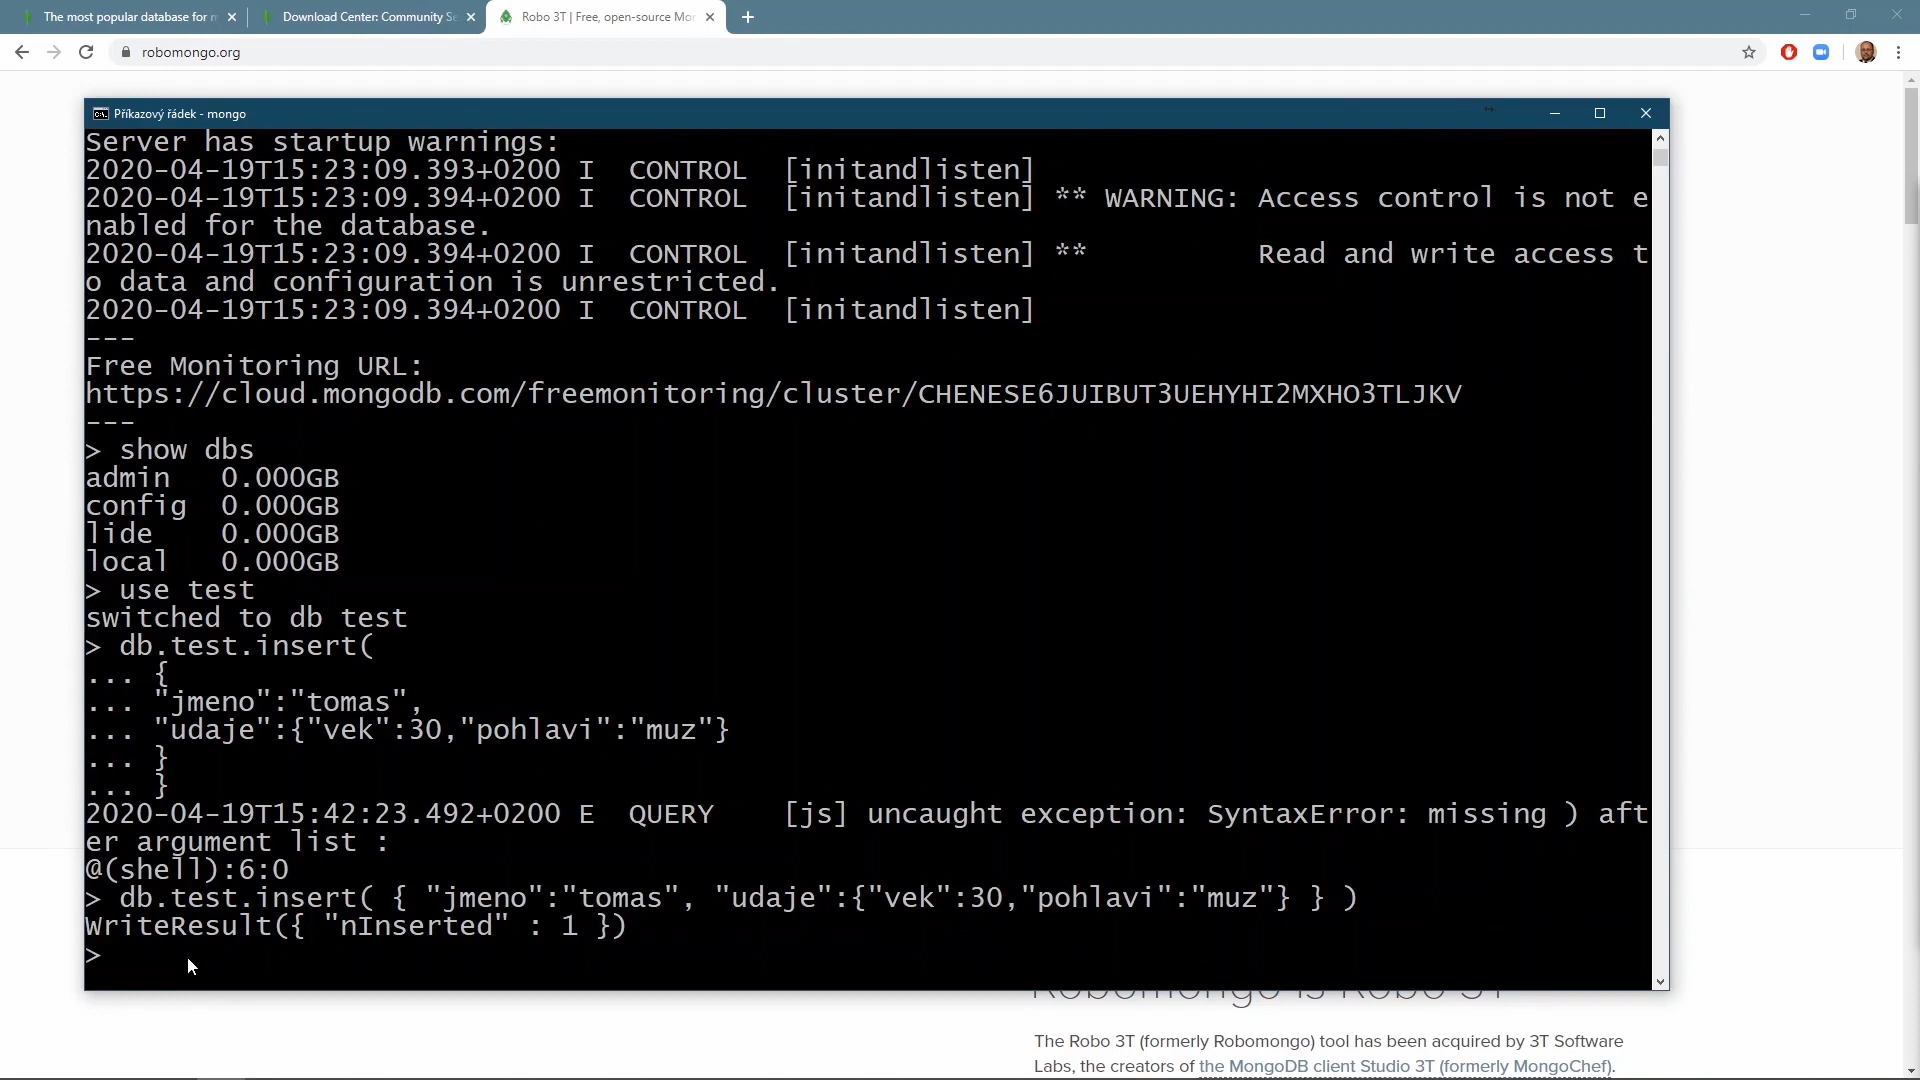 The most popular database for m
Download Center: Community Se
Robo 3T | Free, open-source Mon
robomongo.org
Příkazový řádek - mongo
Server has startup warnings:
2020-04-19T15:23:09.393+0200 I  CONTROL  [initandlisten]
2020-04-19T15:23:09.394+0200 I  CONTROL  [initandlisten] ** WARNING: Access control is not e
nabled for the database.
2020-04-19T15:23:09.394+0200 I  CONTROL  [initandlisten] **          Read and write access t
o data and configuration is unrestricted.
2020-04-19T15:23:09.394+0200 I  CONTROL  [initandlisten]
---
Free Monitoring URL:
https://cloud.mongodb.com/freemonitoring/cluster/CHENESE6JUIBUT3UEHYHI2MXHO3TLJKV
---
> show dbs
admin   0.000GB
config  0.000GB
lide    0.000GB
local   0.000GB
> use test
switched to db test
> db.test.insert(
... {
... "jmeno":"tomas",
... "udaje":{"vek":30,"pohlavi":"muz"}
... }
... }
2020-04-19T15:42:23.492+0200 E  QUERY    [js] uncaught exception: SyntaxError: missing ) aft
er argument list :
@(shell):6:0
> db.test.insert( { "jmeno":"tomas", "udaje":{"vek":30,"pohlavi":"muz"} } )
WriteResult({ "nInserted" : 1 })
>
Robomongo is Robo 3T
The Robo 3T (formerly Robomongo) tool has been acquired by 3T Software
Labs, the creators of the MongoDB client Studio 3T (formerly MongoChef).